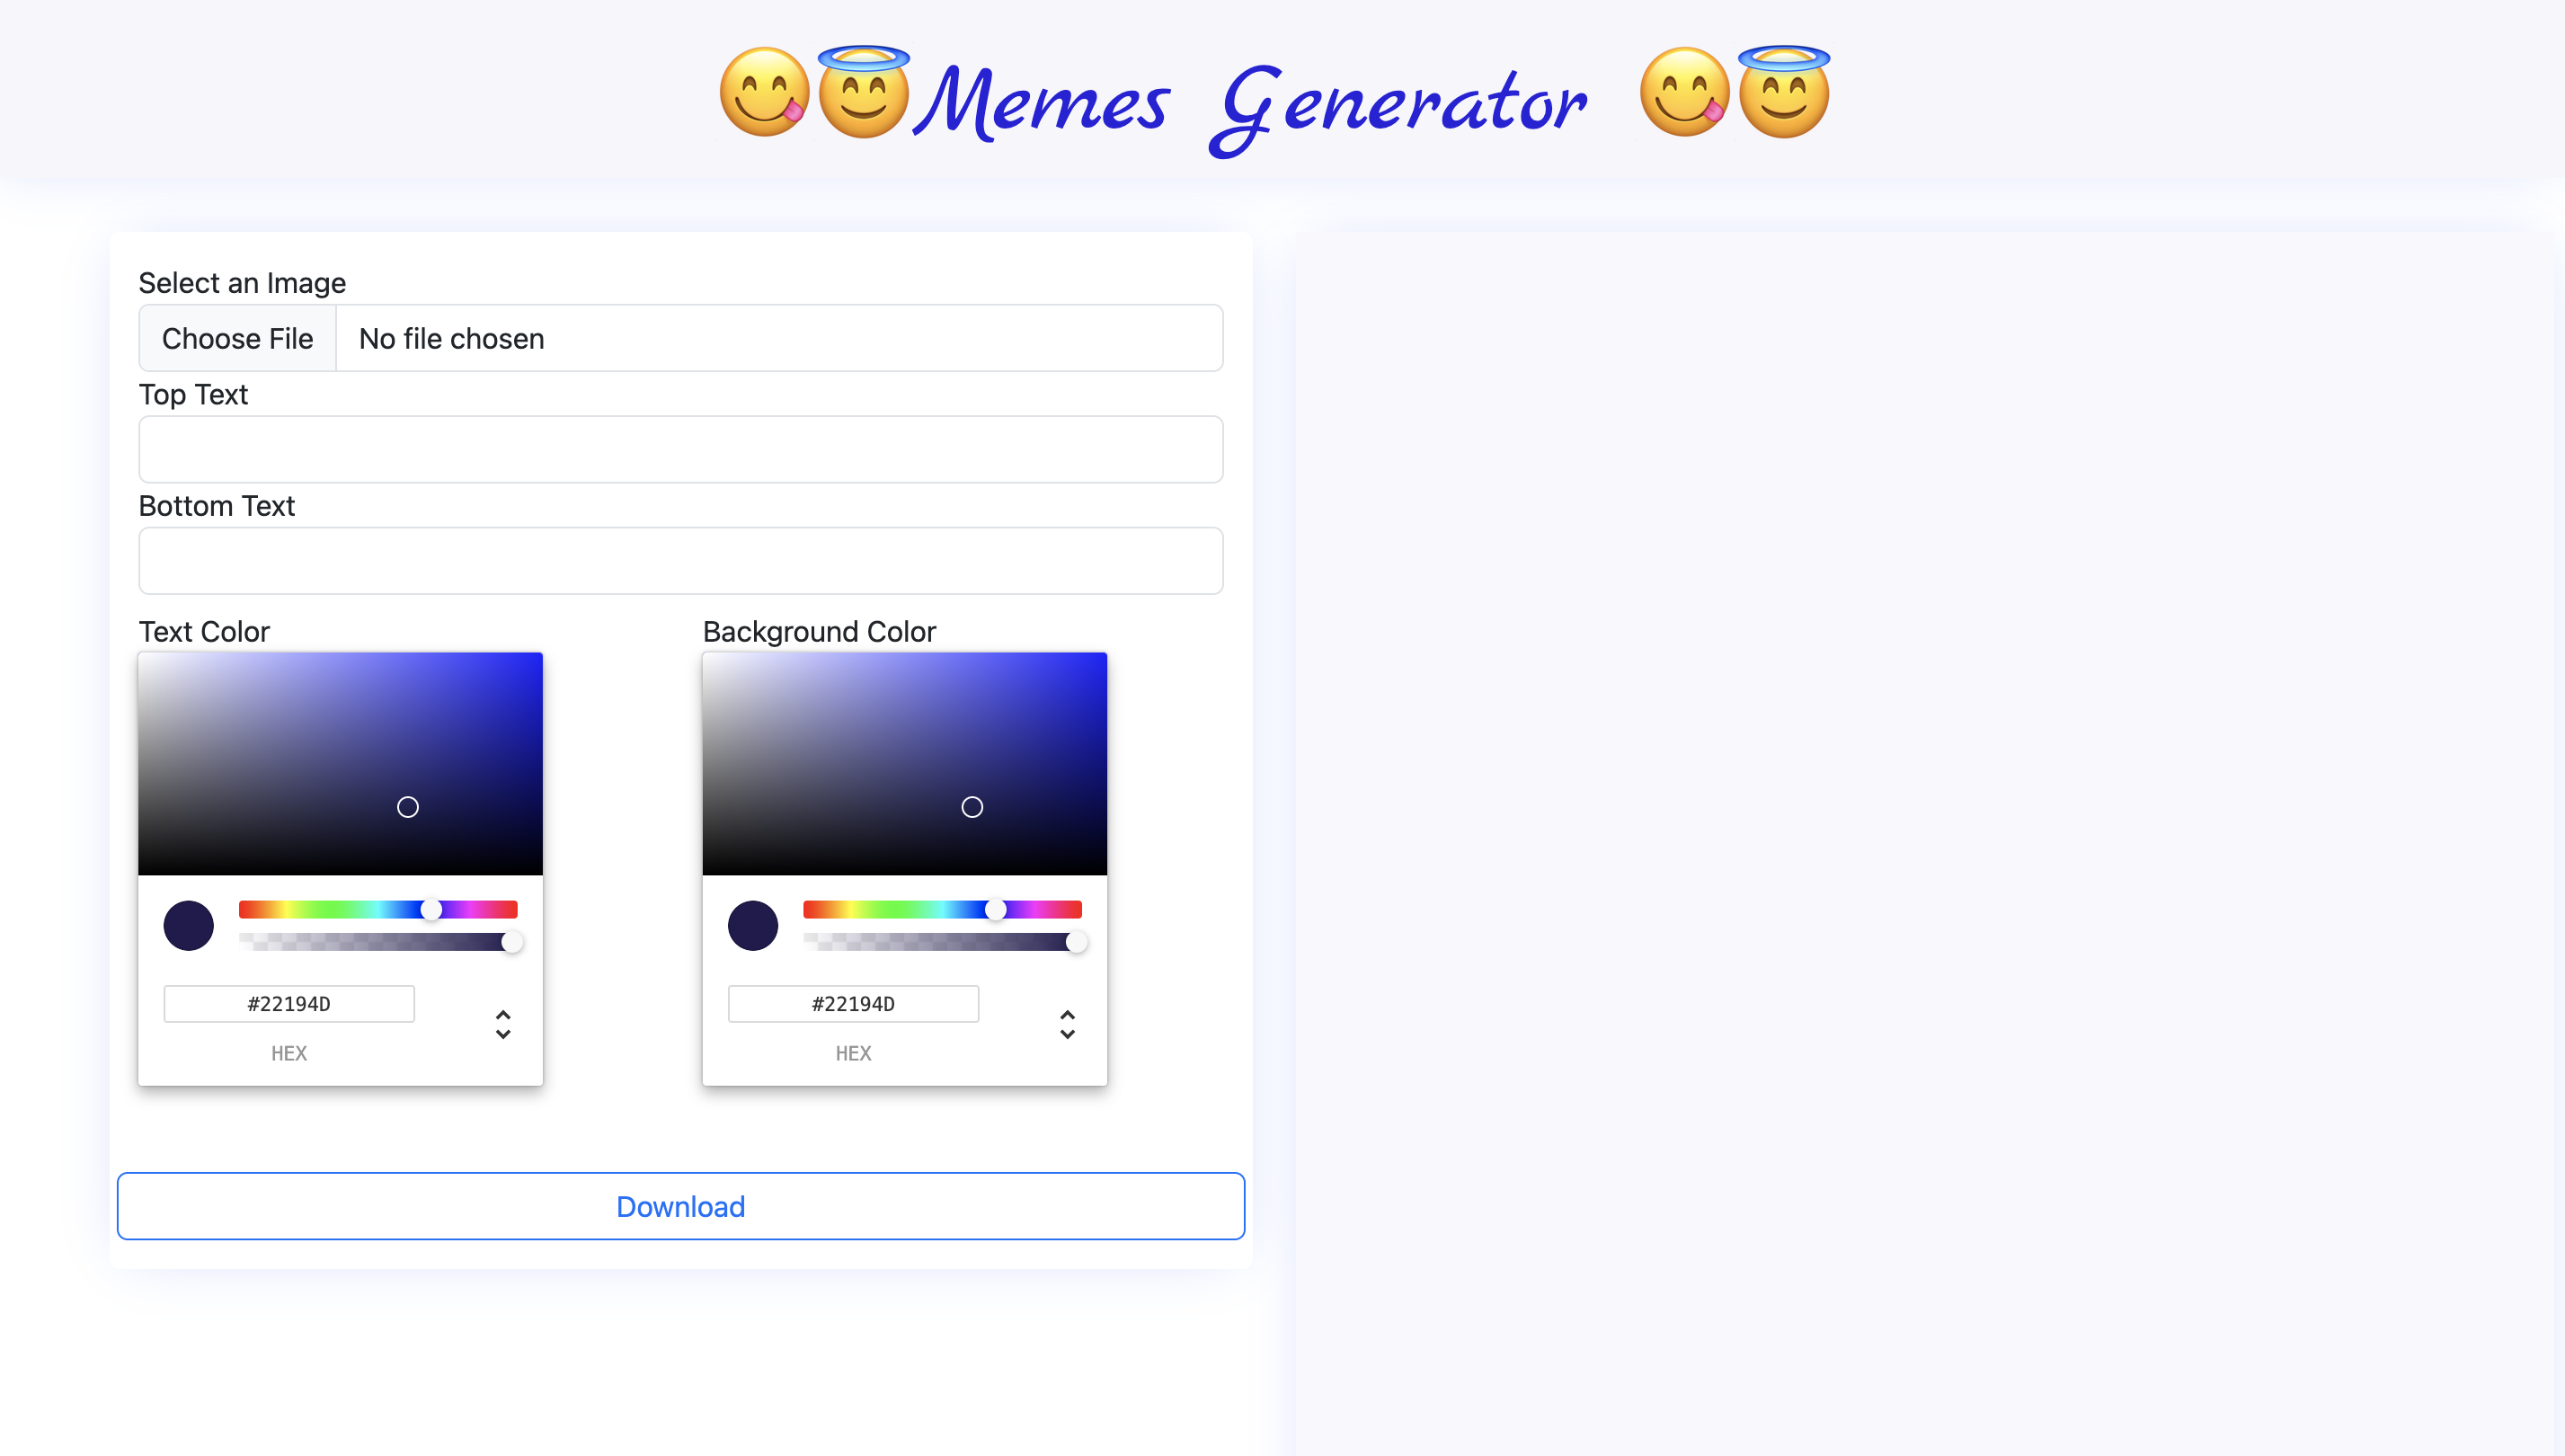 😋😇Memes Generator 😋😇
Select an Image
Choose File No file chosen
Top Text
Bottom Text
Text Color Background Color
#22194D #22194D
HEX HEX
Download